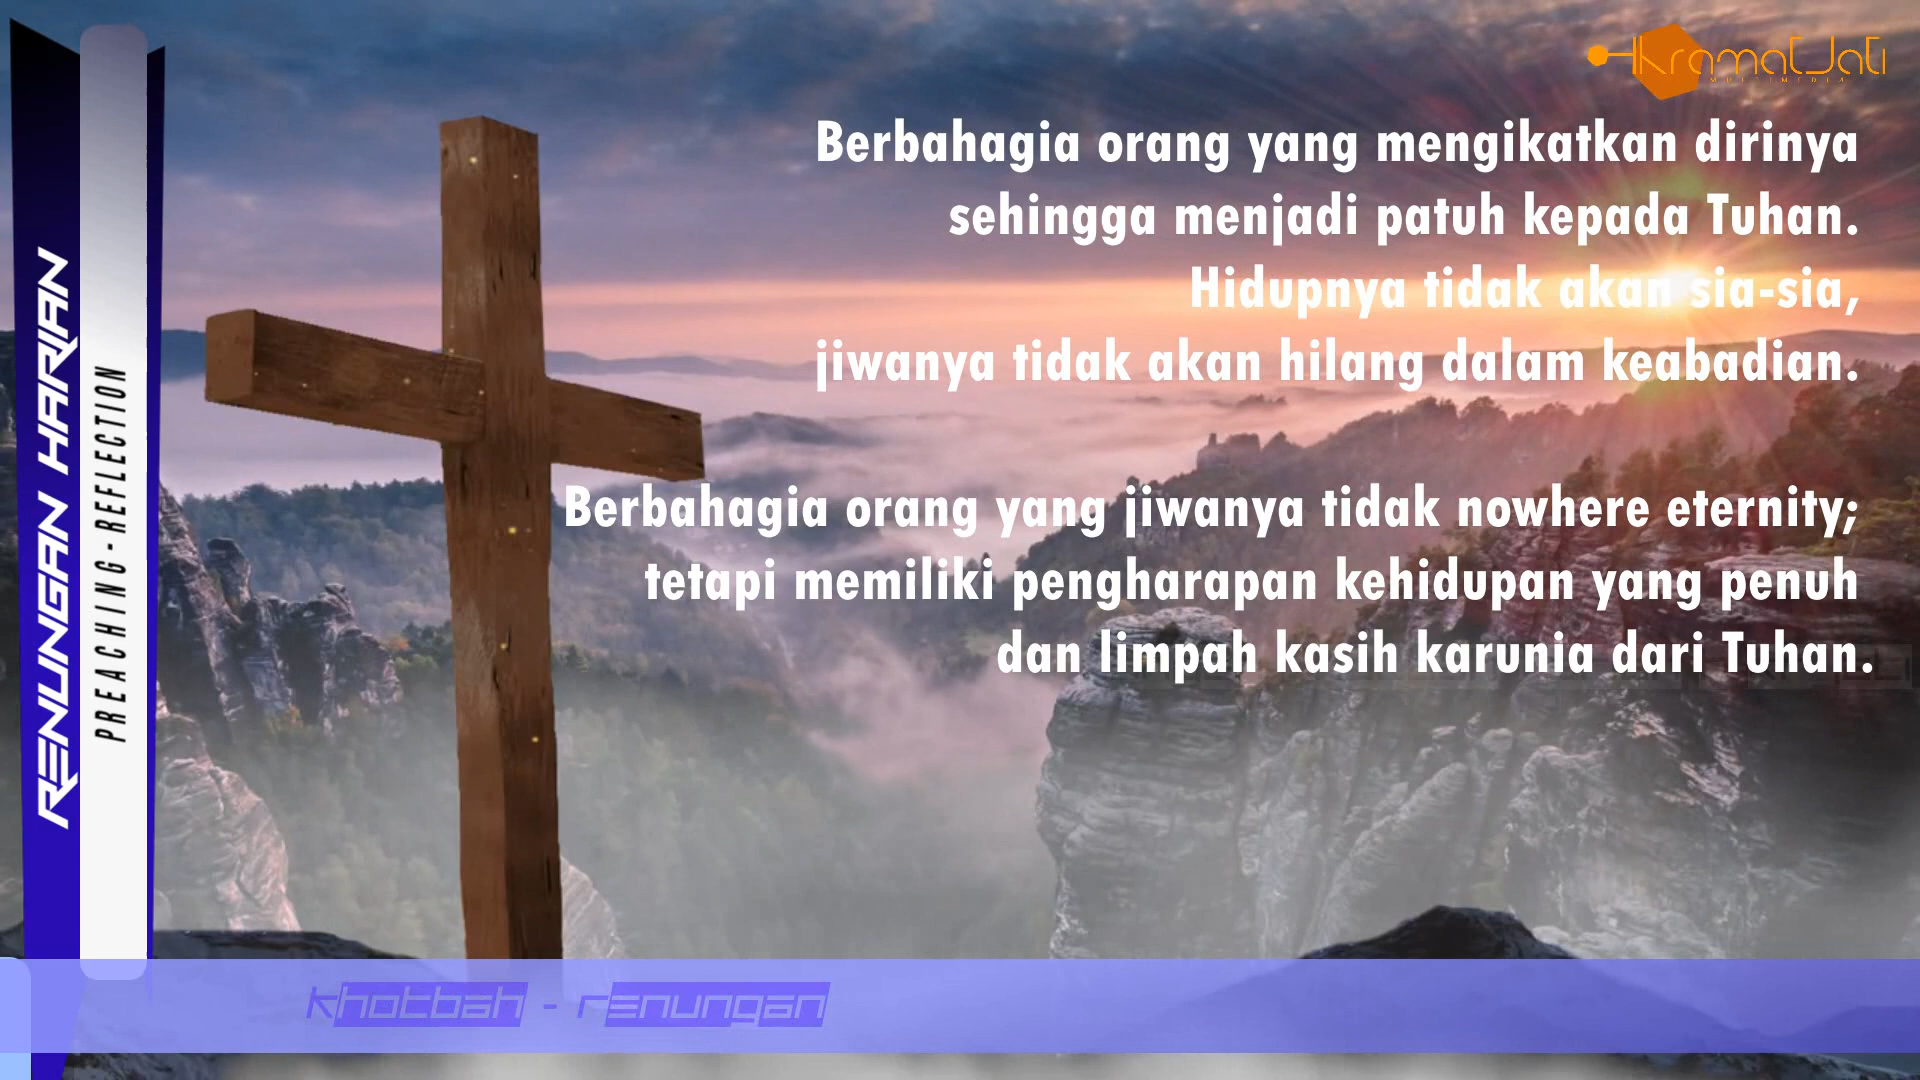 KramatJati
MULTIMEDIA
Berbahagia orang yang mengikatkan dirinya
sehingga menjadi patuh kepada Tuhan.
Hidupnya tidak akan sia-sia,
jiwanya tidak akan hilang dalam keabadian.
Berbahagia orang yang jiwanya tidak nowhere eternity;
tetapi memiliki pengharapan kehidupan yang penuh
dan limpah kasih karunia dari Tuhan.
RENUNGAN HARIAN
PREACHING-REFLECTION
Khotbah - renungan